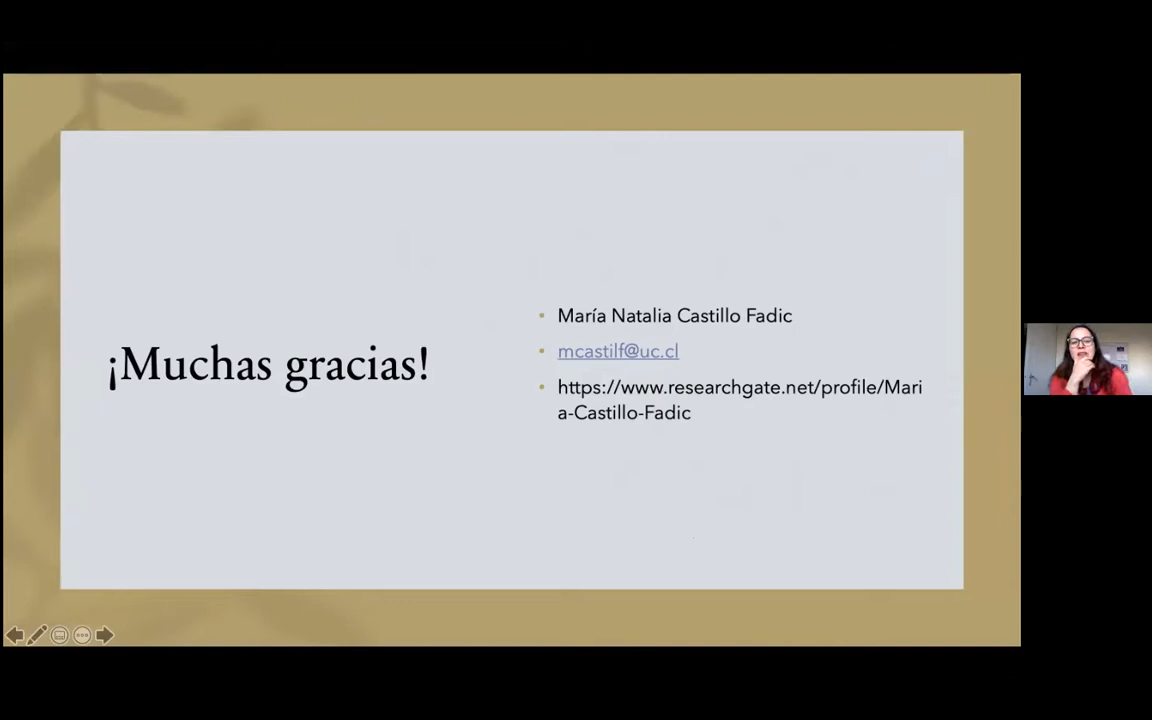 ¡Muchas gracias!
María Natalia Castillo Fadic
mcastilf@uc.cl
https://www.researchgate.net/profile/Mari
a-Castillo-Fadic